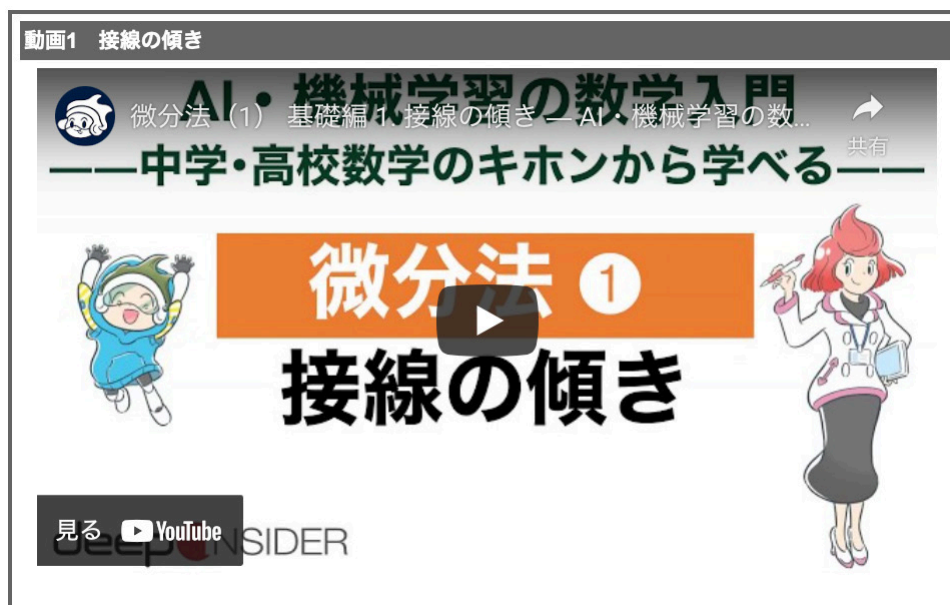 動画1　接線の傾き
AI・機械学習の数学入門
微分法（1） 基礎編 1. 接線の傾き ― AI・機械学習の数...
共有
――中学・高校数学のキホンから学べる――
微分法 ❶
接線の傾き
見る YouTube
deep INSIDER